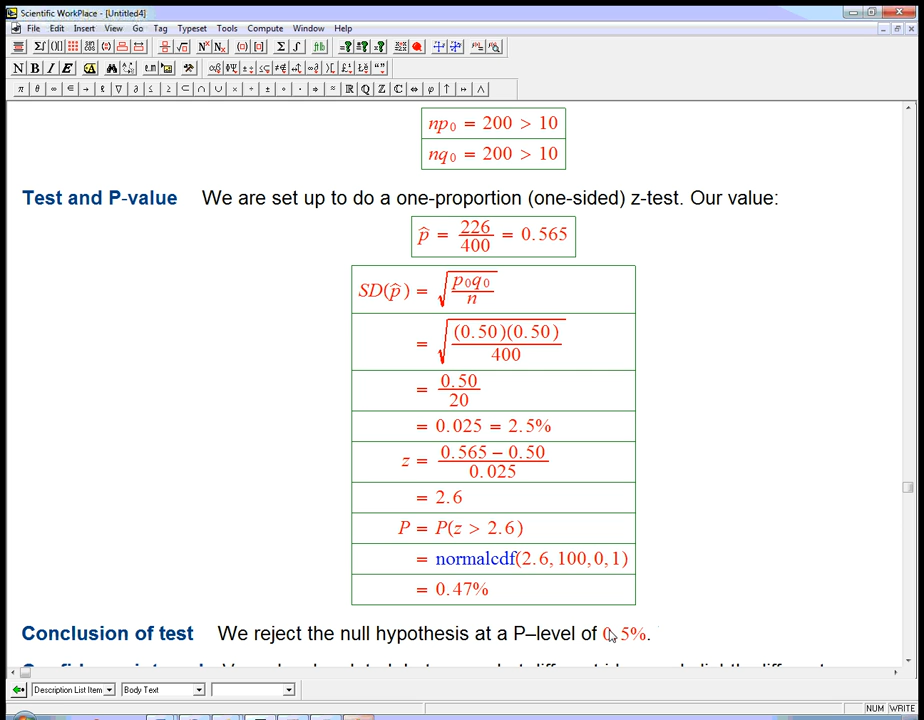 Scientific WorkPlace - [Untitled4]
File Edit Insert View Go Tag Typeset Tools Compute Window Help
np₀ = 200 > 10
nq₀ = 200 > 10
Test and P-value We are set up to do a one-proportion (one-sided) z-test. Our value:
p̂ = 226/400 = 0.565
SD(p̂) = √(p₀q₀/n)
= √((0.50)(0.50)/400)
= 0.50/20
= 0.025 = 2.5%
z = (0.565 − 0.50)/0.025
= 2.6
P = P(z > 2.6)
= normalcdf(2.6, 100, 0, 1)
= 0.47%
Conclusion of test We reject the null hypothesis at a P–level of 0.5%.
Description List Item Body Text
NUM WRITE